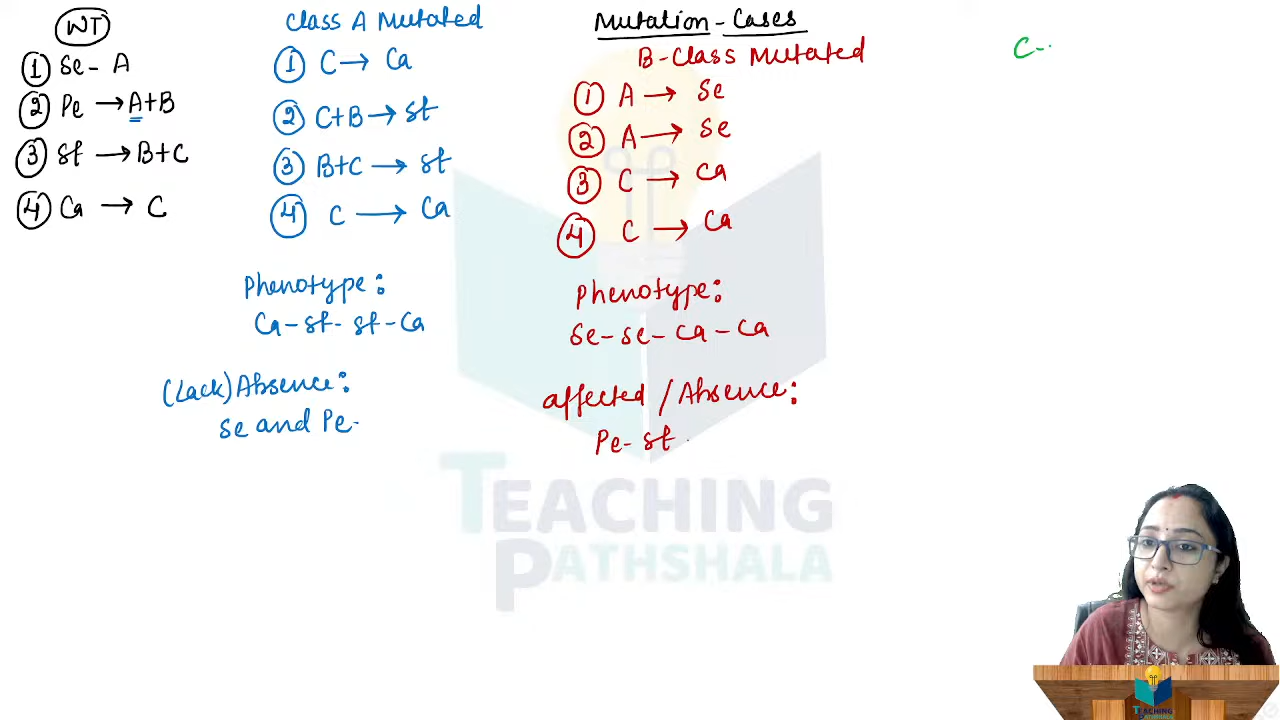 WT
① Se - A
② Pe → A+B
③ St → B+C
④ Ca → C
Class A Mutated
① C → Ca
② C+B → St
③ B+C → St
④ C → Ca
Phenotype:
Ca - St - St - Ca
(Lack) Absence:
Se and Pe-
Mutation - Cases
B-Class Mutated
① A → Se
② A → Se
③ C → Ca
④ C → Ca
Phenotype:
Se - Se - Ca - Ca
affected / Absence:
Pe - St
C-
TEACHING
PATHSHALA
TEACHING
PATHSHALA